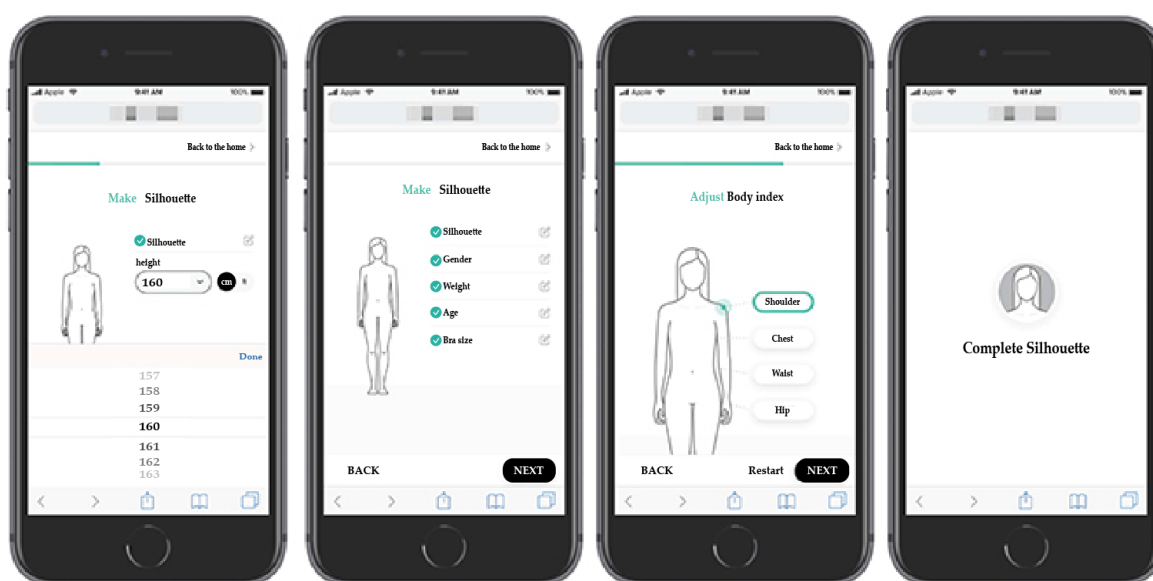 Apple 9:41 AM 100%
Back to the home >
Make Silhouette
Silhouette
height
160
cm ft
Done
157
158
159
160
161
162
163
Apple 9:41 AM 100%
Back to the home >
Make Silhouette
Silhouette
Gender
Weight
Age
Bra size
BACK NEXT
Apple 9:41 AM 100%
Back to the home >
Adjust Body index
Shoulder
Chest
Waist
Hip
BACK Restart NEXT
Apple 9:41 AM 100%
Complete Silhouette